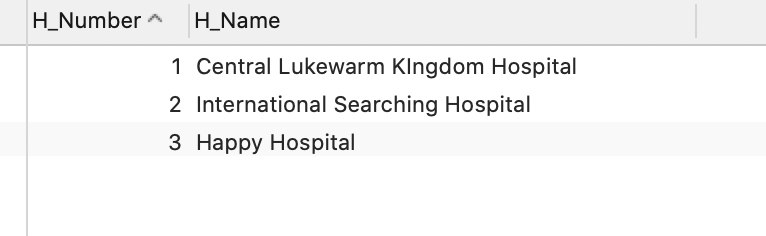 H_Number H_Name
1 Central Lukewarm KIngdom Hospital
2 International Searching Hospital
3 Happy Hospital